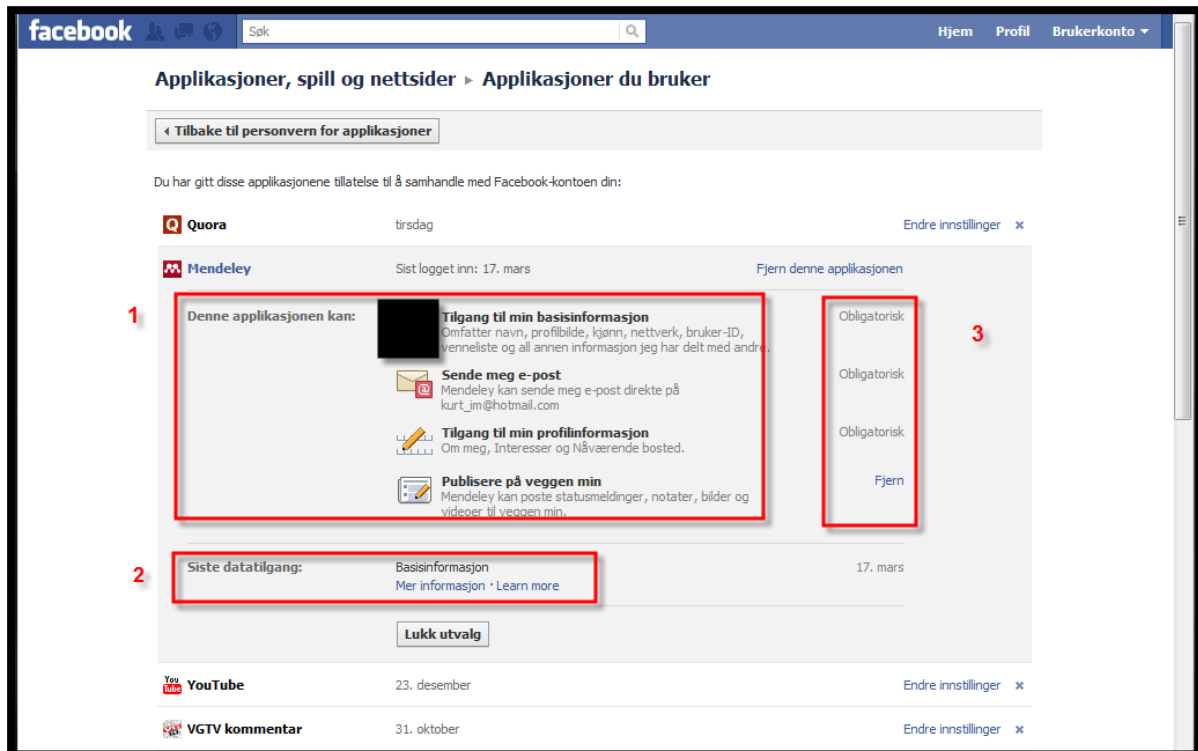 facebook Søk Hjem Profil Brukerkonto
Applikasjoner, spill og nettsider ▸ Applikasjoner du bruker
Tilbake til personvern for applikasjoner
Du har gitt disse applikasjonene tillatelse til å samhandle med Facebook-kontoen din:
Q Quora tirsdag Endre innstillinger x
Mendeley Sist logget inn: 17. mars Fjern denne applikasjonen
1
Denne applikasjonen kan: Tilgang til min basisinformasjon Obligatorisk
Omfatter navn, profilbilde, kjønn, nettverk, bruker-ID,
venneliste og all annen informasjon jeg har delt med andre.
3
Sende meg e-post Obligatorisk
Mendeley kan sende meg e-post direkte på
kurt_im@hotmail.com
Tilgang til min profilinformasjon Obligatorisk
Om meg, Interesser og Nåværende bosted.
Publisere på veggen min Fjern
Mendeley kan poste statusmeldinger, notater, bilder og
videoer til veggen min.
2
Siste datatilgang: Basisinformasjon 17. mars
Mer informasjon · Learn more
Lukk utvalg
You Tube YouTube 23. desember Endre innstillinger x
VGTV kommentar 31. oktober Endre innstillinger x